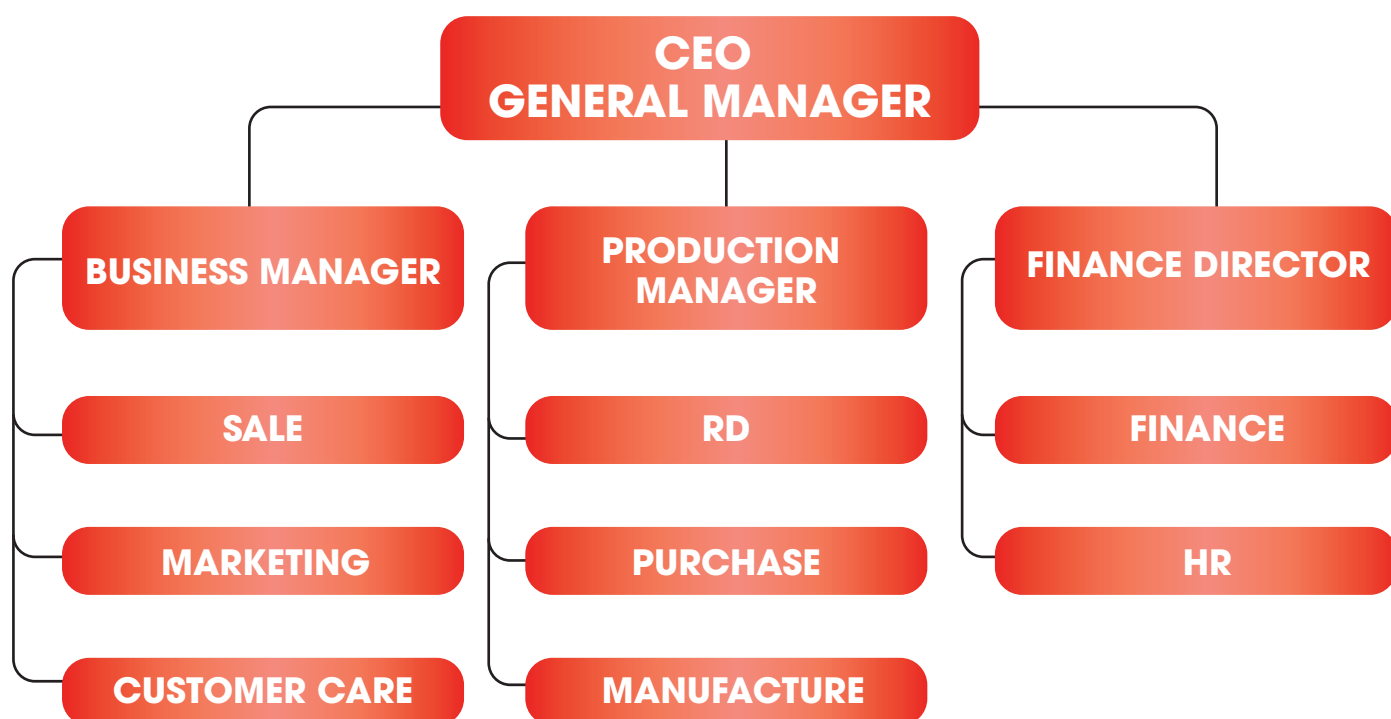 CEO
GENERAL MANAGER
BUSINESS MANAGER
PRODUCTION
MANAGER
FINANCE DIRECTOR
SALE
RD
FINANCE
MARKETING
PURCHASE
HR
CUSTOMER CARE
MANUFACTURE